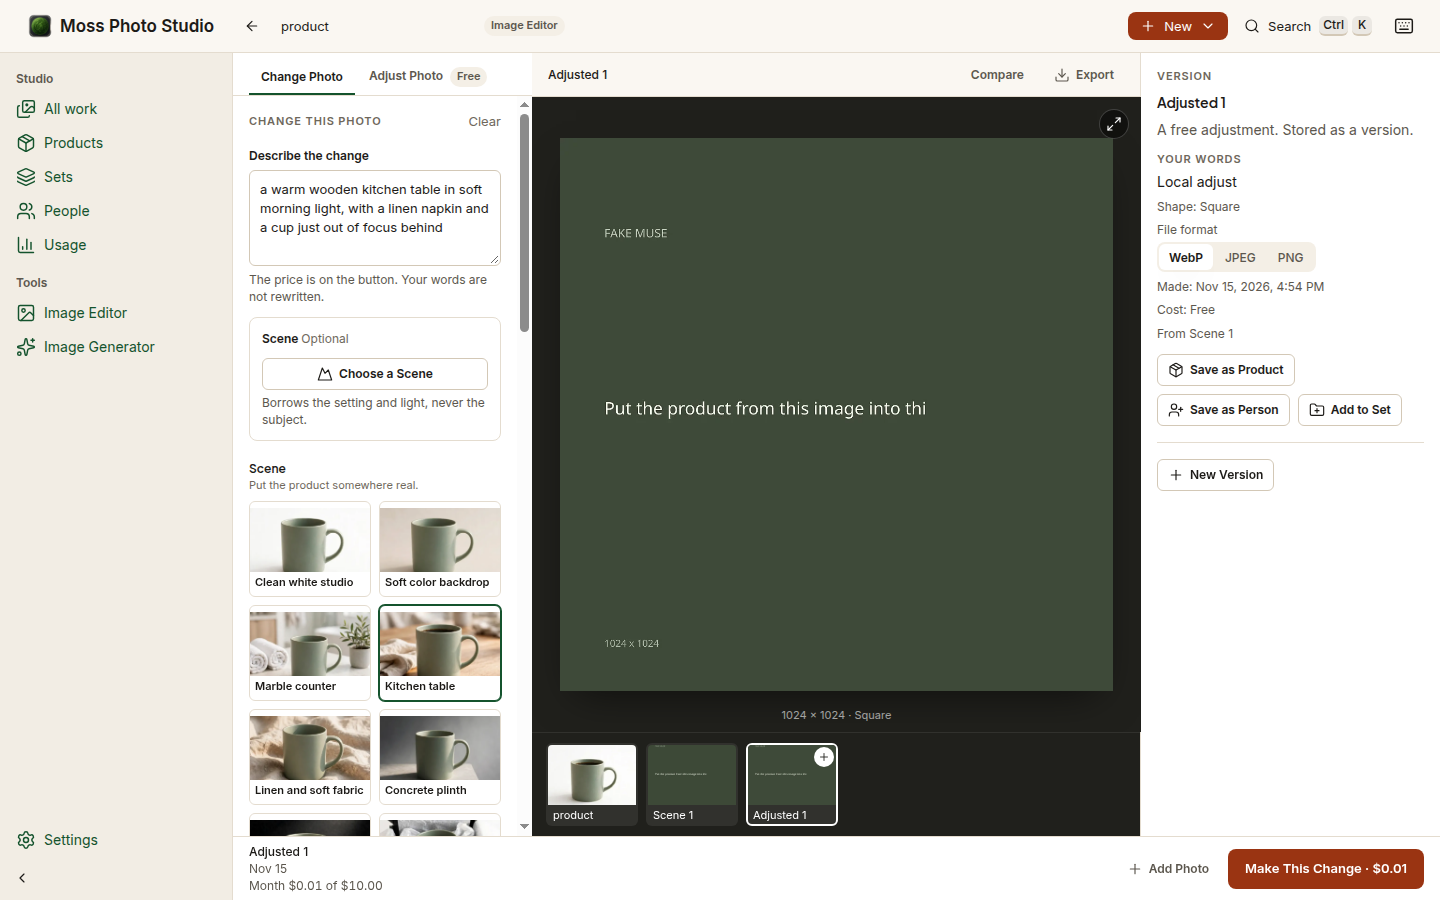 Moss Photo Studio
product
Image Editor
New
Search Ctrl K
Studio
All work
Products
Sets
People
Usage
Tools
Image Editor
Image Generator
Settings
Change Photo
Adjust Photo Free
CHANGE THIS PHOTO
Clear
Describe the change
a warm wooden kitchen table in soft
morning light, with a linen napkin and
a cup just out of focus behind
The price is on the button. Your words are
not rewritten.
Scene Optional
Choose a Scene
Borrows the setting and light, never the
subject.
Scene
Put the product somewhere real.
Clean white studio
Soft color backdrop
Marble counter
Kitchen table
Linen and soft fabric
Concrete plinth
Adjusted 1
Compare
Export
FAKE MUSE
Put the product from this image into thi
1024 x 1024
1024 × 1024 · Square
product
Scene 1
Adjusted 1
VERSION
Adjusted 1
A free adjustment. Stored as a version.
YOUR WORDS
Local adjust
Shape: Square
File format
WebP JPEG PNG
Made: Nov 15, 2026, 4:54 PM
Cost: Free
From Scene 1
Save as Product
Save as Person
Add to Set
New Version
Adjusted 1
Nov 15
Month $0.01 of $10.00
Add Photo
Make This Change · $0.01